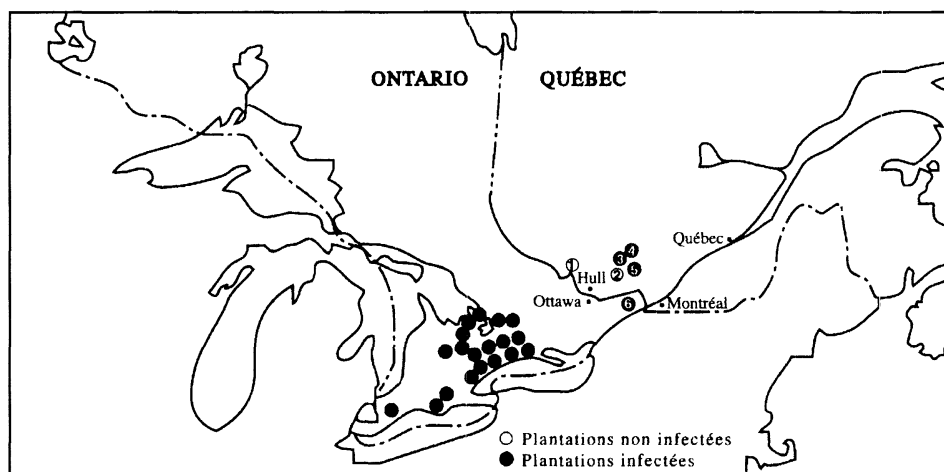 ONTARIO QUÉBEC
Québec
4
3
1
2 5
Hull
Ottawa
6
Montréal
Plantations non infectées
Plantations infectées